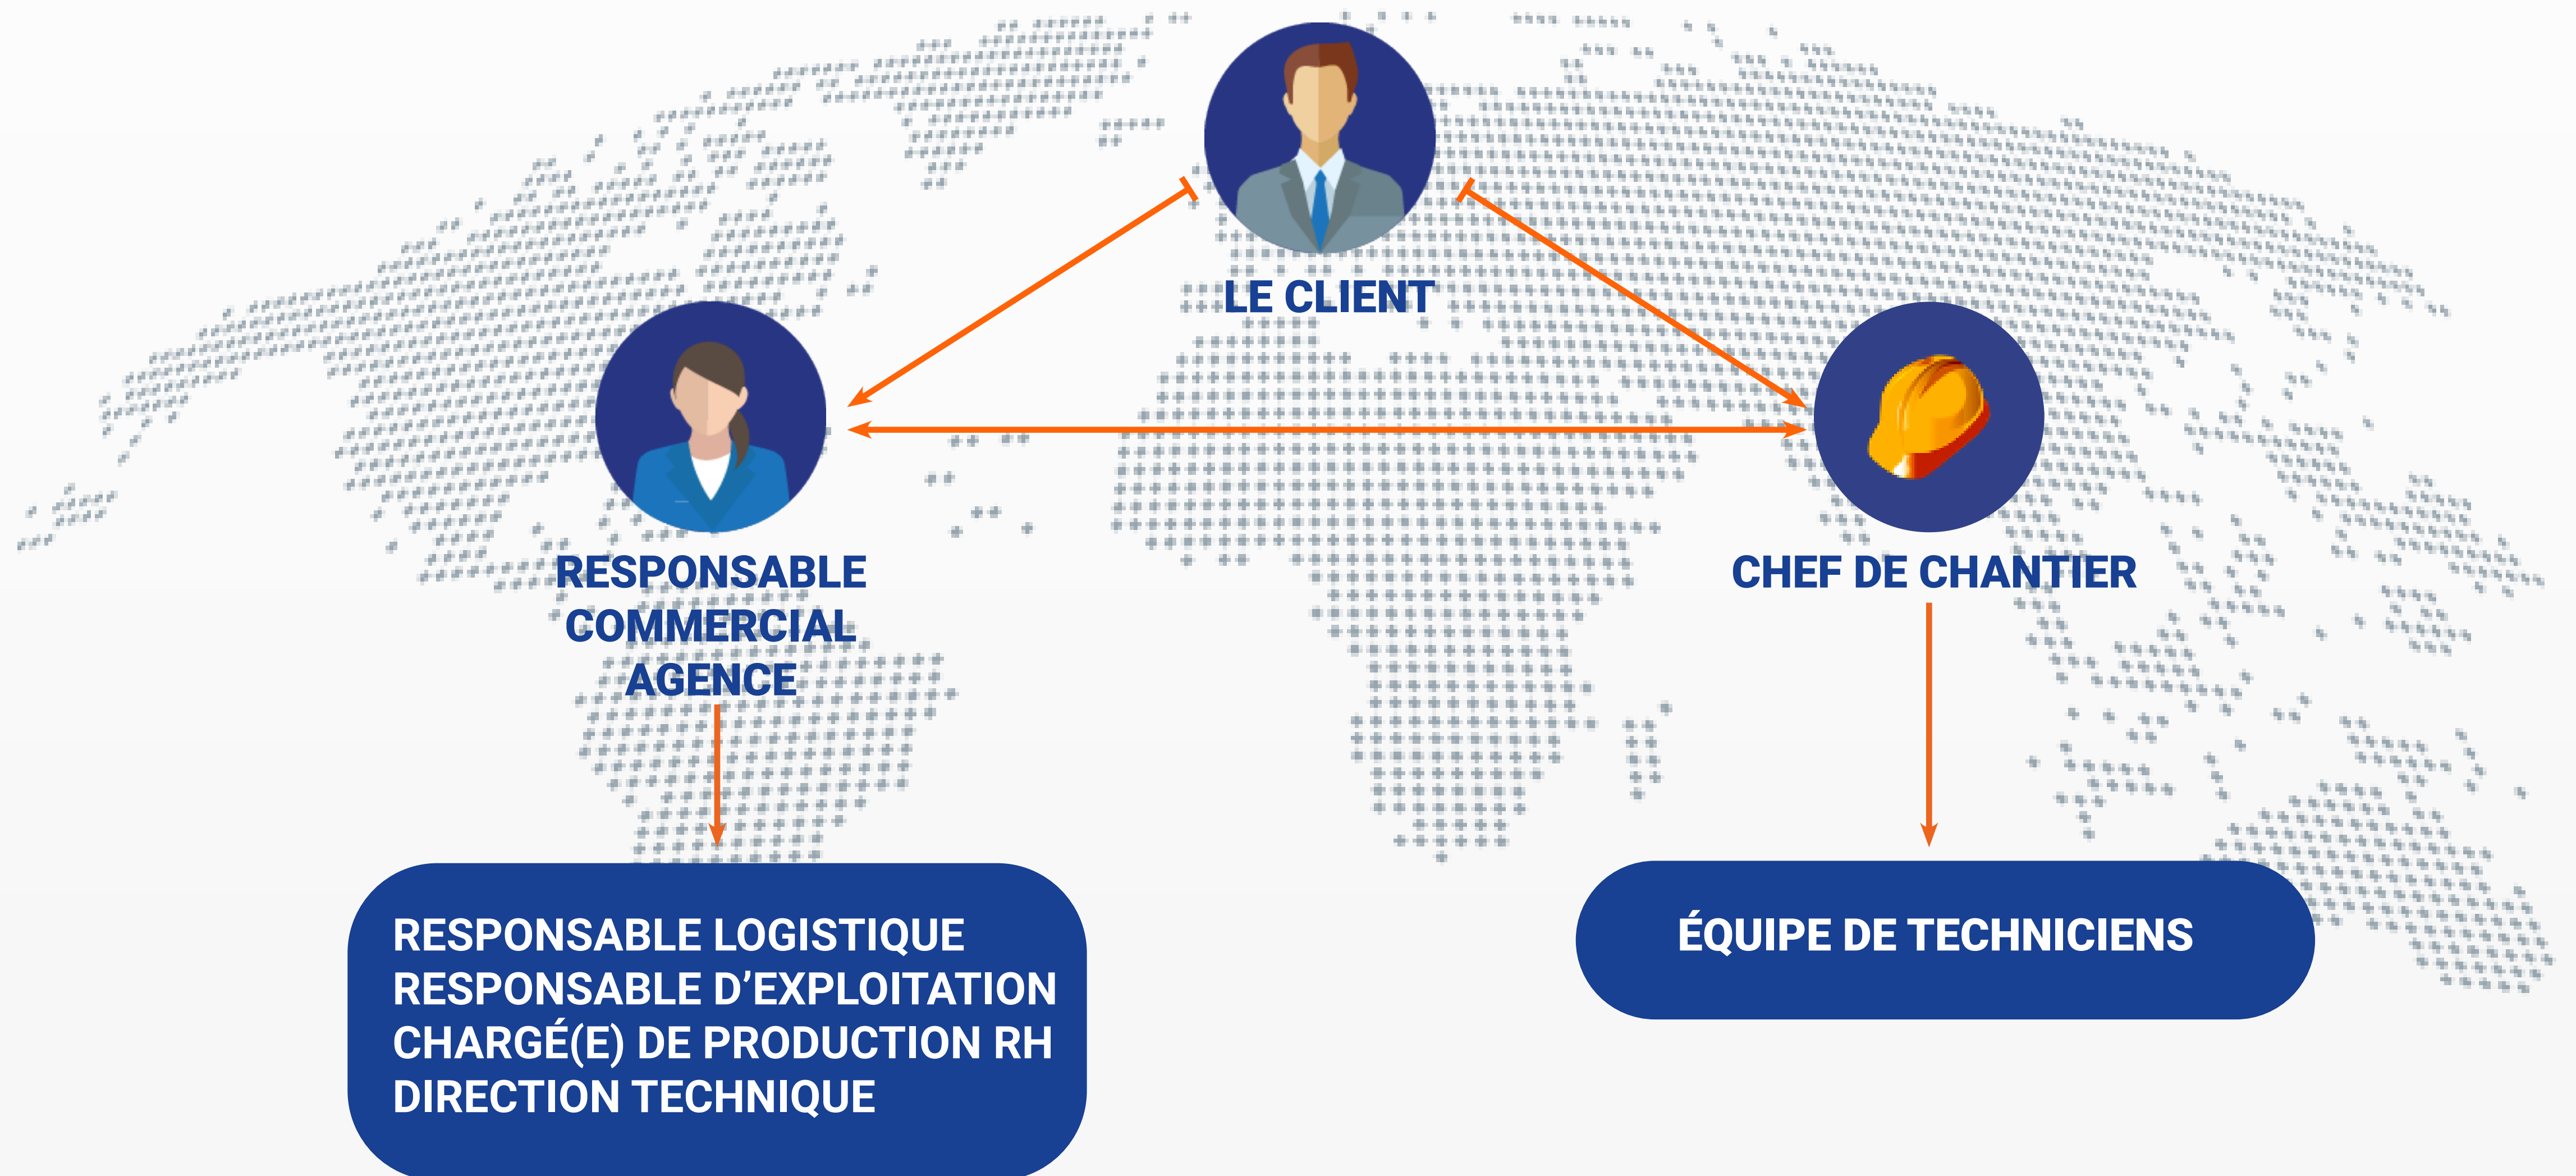 LE CLIENT
RESPONSABLE
COMMERCIAL
AGENCE
CHEF DE CHANTIER
RESPONSABLE LOGISTIQUE
RESPONSABLE D’EXPLOITATION
CHARGÉ(E) DE PRODUCTION RH
DIRECTION TECHNIQUE
ÉQUIPE DE TECHNICIENS